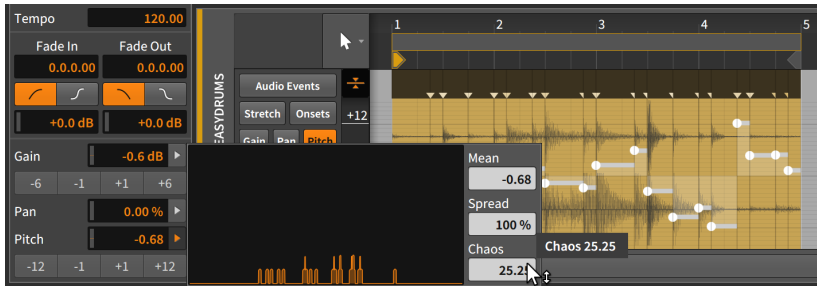 Tempo 120.00
Fade In Fade Out
0.0.0.00 0.0.0.00
+0.0 dB +0.0 dB
Gain -0.6 dB
-6 -1 +1 +6
Pan 0.00 %
Pitch -0.68
-12 -1 +1 +12
EASYDRUMS
1 2 3 4 5
Audio Events
Stretch Onsets +12
Gain Pan Pitch
Mean
-0.68
Spread
100 %
Chaos
25.25
Chaos 25.25